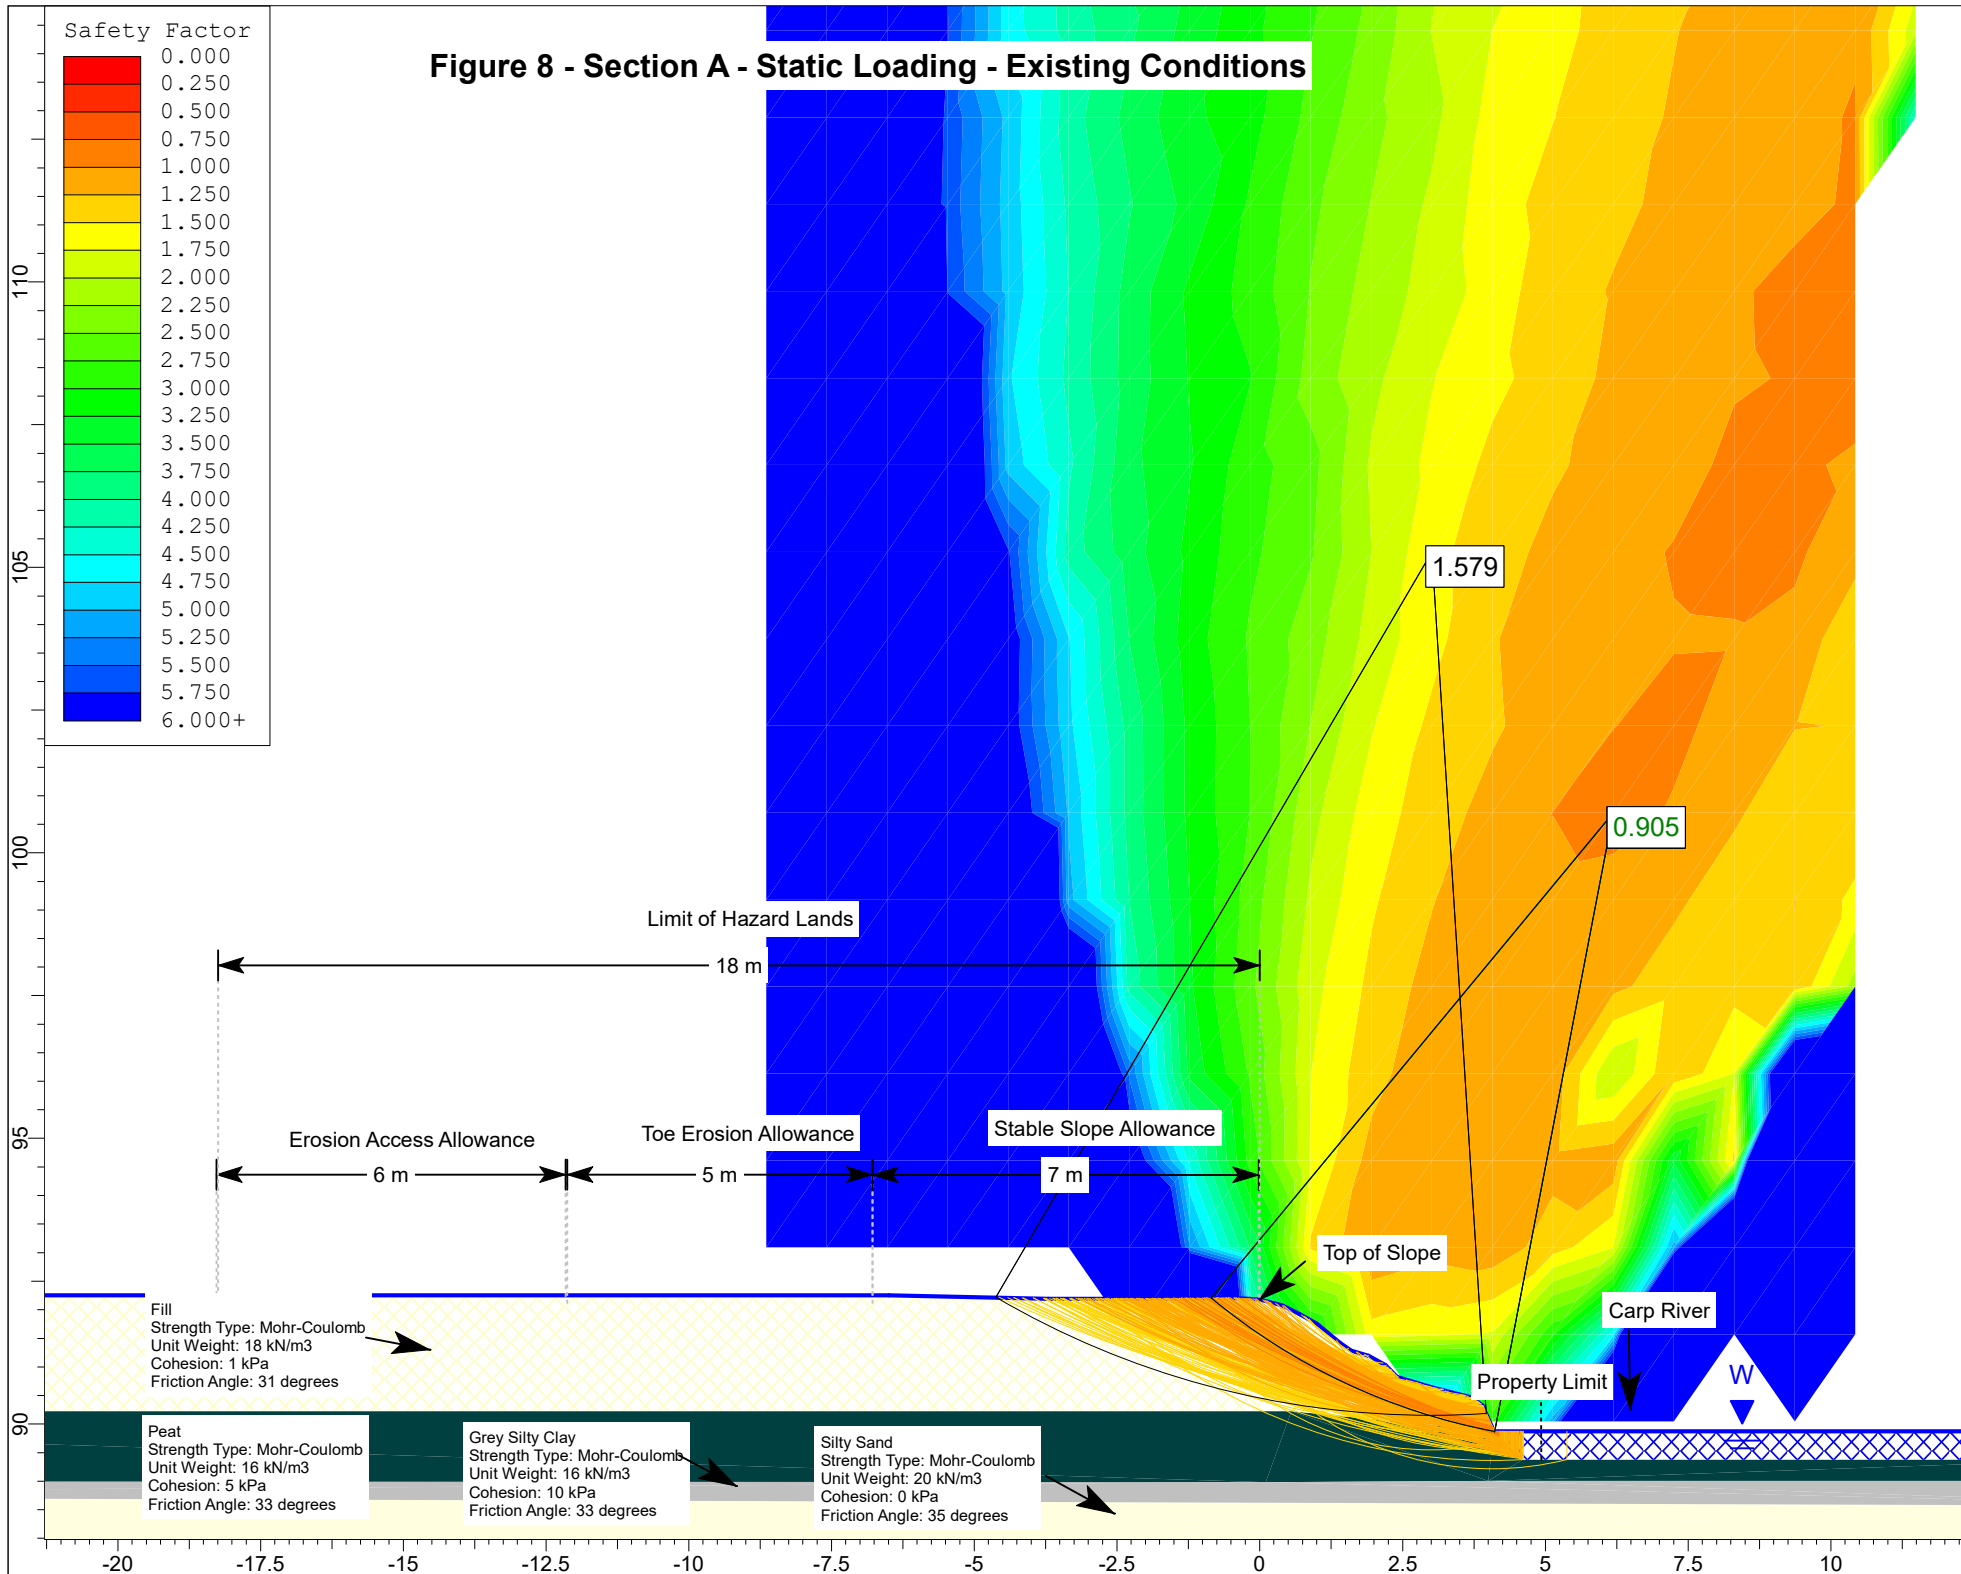 Safety Factor
0.000
0.250
0.500
0.750
1.000
1.250
1.500
1.750
2.000
2.250
2.500
2.750
3.000
3.250
3.500
3.750
4.000
4.250
4.500
4.750
5.000
5.250
5.500
5.750
6.000+
Figure 8 - Section A - Static Loading - Existing Conditions
110
105
100
95
90
1.579
0.905
Limit of Hazard Lands
18 m
Erosion Access Allowance
6 m
Toe Erosion Allowance
5 m
Stable Slope Allowance
7 m
Top of Slope
Carp River
Property Limit
W
Fill
Strength Type: Mohr-Coulomb
Unit Weight: 18 kN/m3
Cohesion: 1 kPa
Friction Angle: 31 degrees
Peat
Strength Type: Mohr-Coulomb
Unit Weight: 16 kN/m3
Cohesion: 5 kPa
Friction Angle: 33 degrees
Grey Silty Clay
Strength Type: Mohr-Coulomb
Unit Weight: 16 kN/m3
Cohesion: 10 kPa
Friction Angle: 33 degrees
Silty Sand
Strength Type: Mohr-Coulomb
Unit Weight: 20 kN/m3
Cohesion: 0 kPa
Friction Angle: 35 degrees
-20 -17.5 -15 -12.5 -10 -7.5 -5 -2.5 0 2.5 5 7.5 10